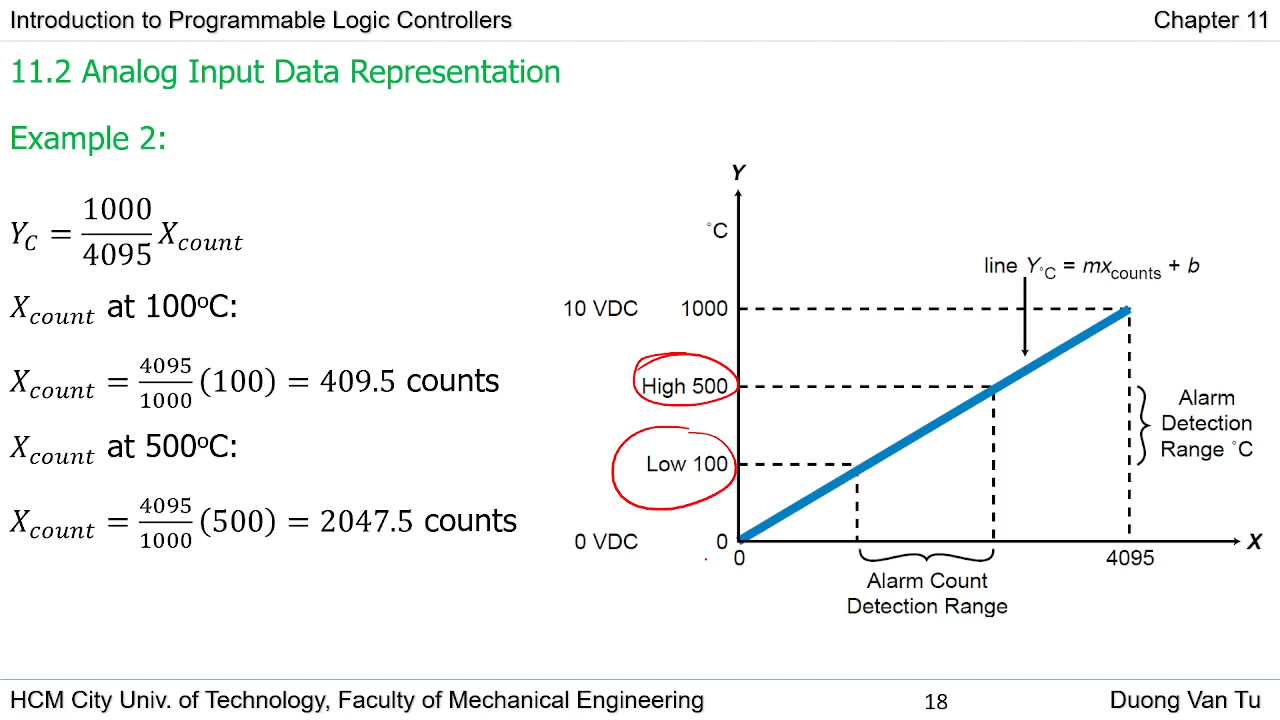 Introduction to Programmable Logic Controllers
Chapter 11
11.2 Analog Input Data Representation
Example 2:
Y_C = 1000/4095 X_count
X_count at 100°C:
X_count = 4095/1000 (100) = 409.5 counts
X_count at 500°C:
X_count = 4095/1000 (500) = 2047.5 counts
Y
°C
line Y°C = mx_counts + b
10 VDC 1000
High 500
Low 100
Alarm
Detection
Range °C
0 VDC 0
0
4095
X
Alarm Count
Detection Range
HCM City Univ. of Technology, Faculty of Mechanical Engineering
18
Duong Van Tu